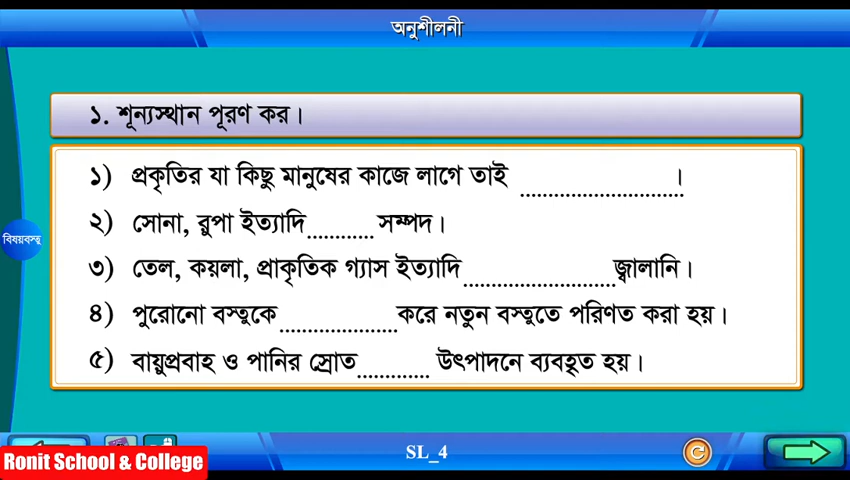 অনুশীলনী
১. শূন্যস্থান পূরণ কর।
১) প্রকৃতির যা কিছু মানুষের কাজে লাগে তাই ............................ ।
২) সোনা, রুপা ইত্যাদি............ সম্পদ।
৩) তেল, কয়লা, প্রাকৃতিক গ্যাস ইত্যাদি...........................জ্বালানি।
৪) পুরোনো বস্তুকে .....................করে নতুন বস্তুতে পরিণত করা হয়।
৫) বায়ুপ্রবাহ ও পানির স্রোত............. উৎপাদনে ব্যবহৃত হয়।
বিষয়বস্তু
SL_4
Ronit School & College